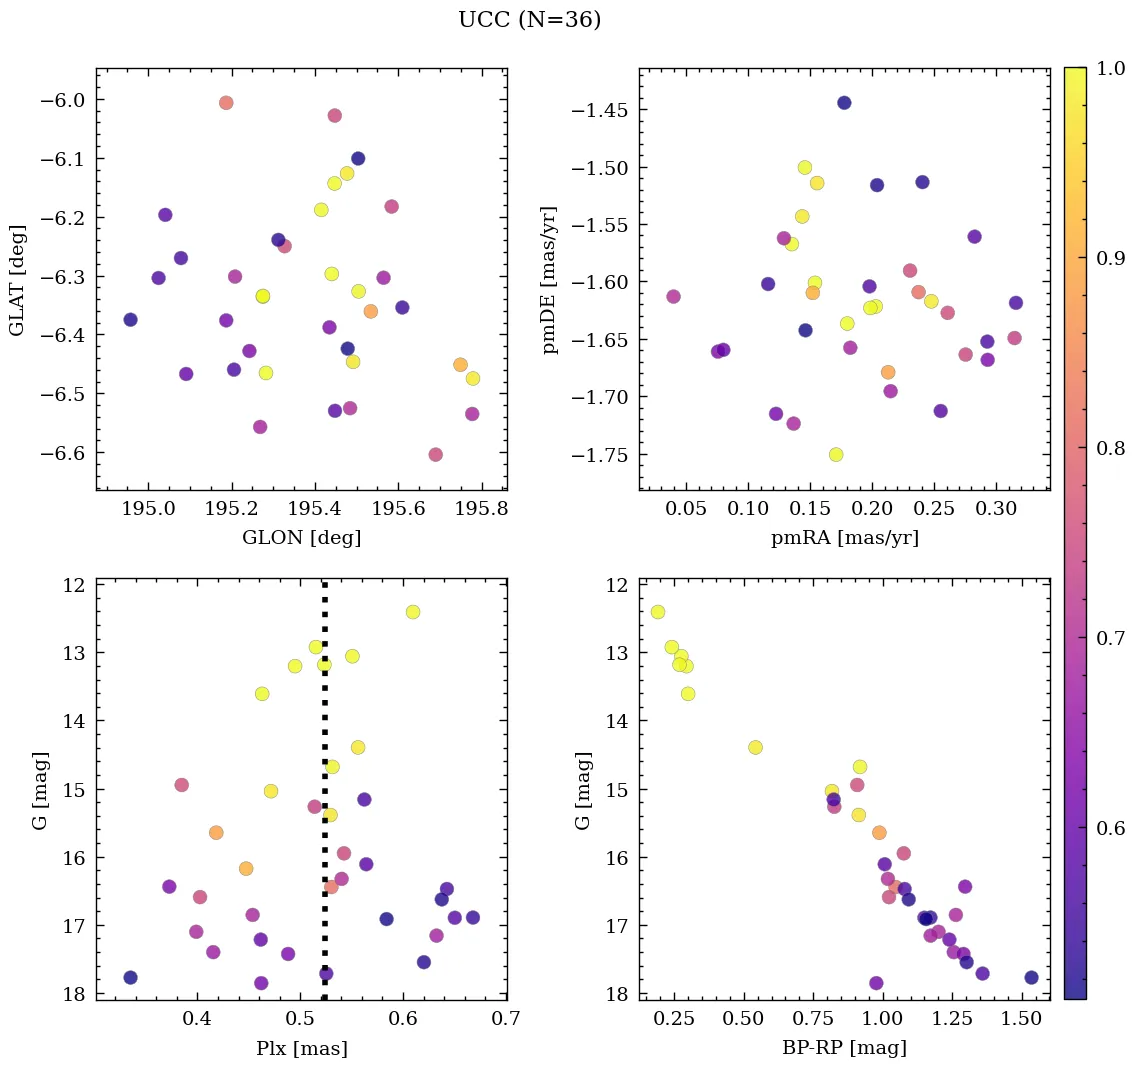 UCC (N=36)
−6.0
−6.1
−6.2
−6.3
−6.4
−6.5
−6.6
GLAT [deg]
195.0 195.2 195.4 195.6 195.8
GLON [deg]
−1.45
−1.50
−1.55
−1.60
−1.65
−1.70
−1.75
pmDE [mas/yr]
0.05 0.10 0.15 0.20 0.25 0.30
pmRA [mas/yr]
1.0
0.9
0.8
0.7
0.6
12
13
14
15
16
17
18
G [mag]
0.4 0.5 0.6 0.7
Plx [mas]
12
13
14
15
16
17
18
G [mag]
0.25 0.50 0.75 1.00 1.25 1.50
BP-RP [mag]